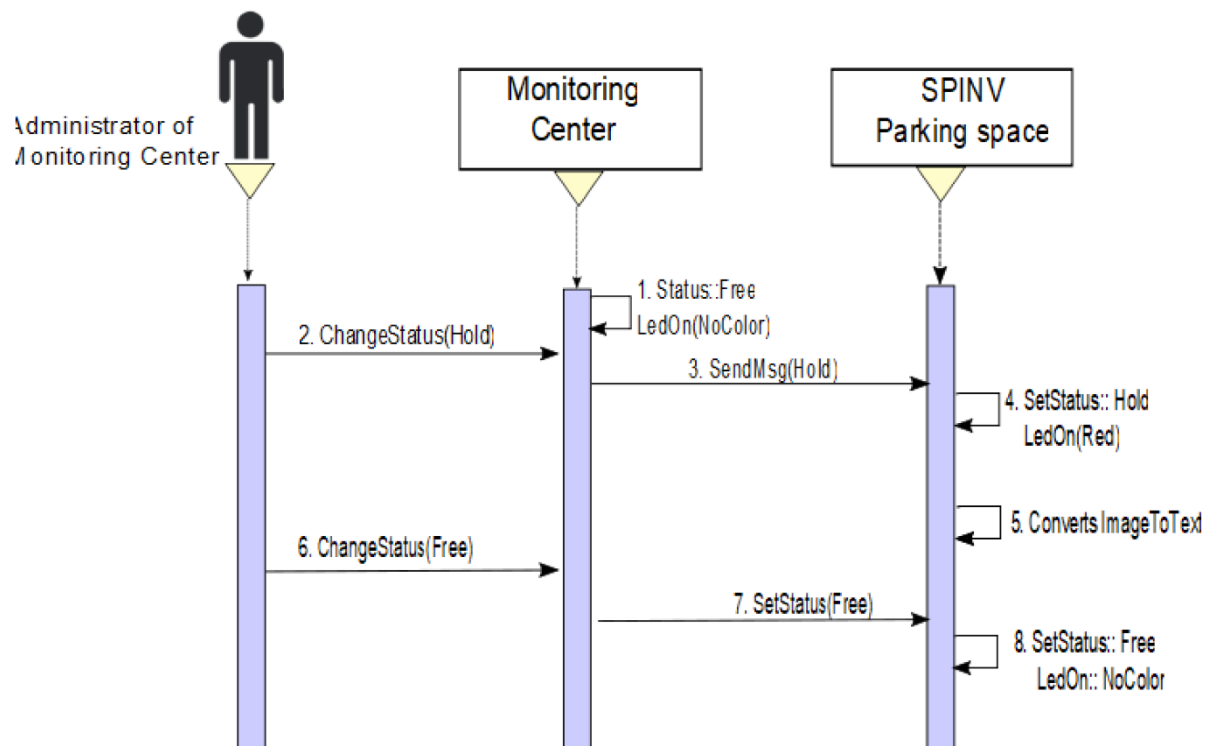 Administrator of
Monitoring Center
Monitoring
Center
SPINV
Parking space
1. Status::Free
LedOn(NoColor)
2. ChangeStatus(Hold)
3. SendMsg(Hold)
4. SetStatus:: Hold
LedOn(Red)
5. ConvertsImageToText
6. ChangeStatus(Free)
7. SetStatus(Free)
8. SetStatus:: Free
LedOn:: NoColor